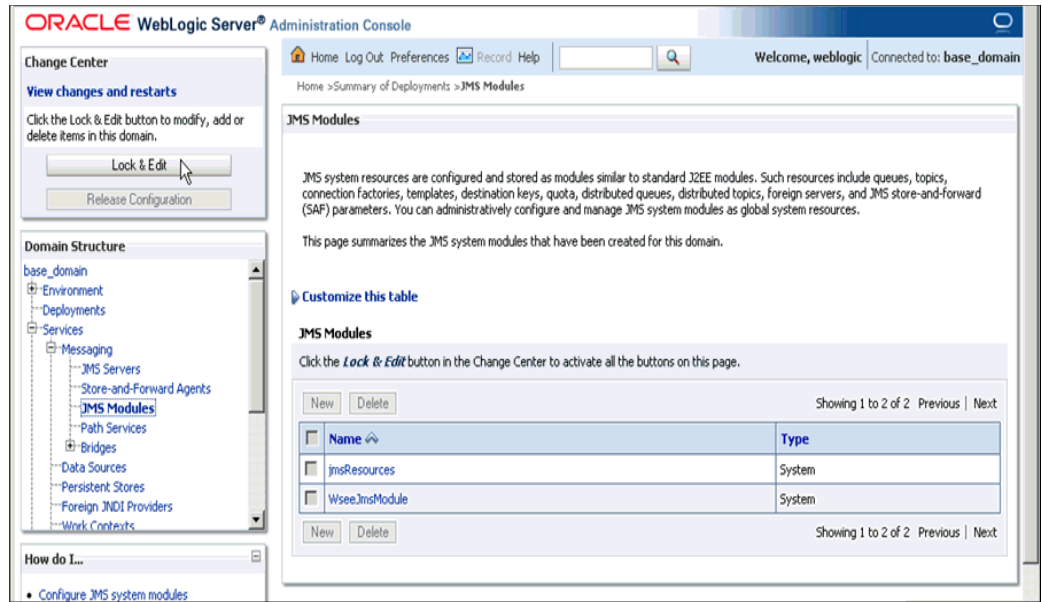 ORACLE WebLogic Server® Administration Console
Change Center
View changes and restarts
Click the Lock & Edit button to modify, add or
delete items in this domain.
Lock & Edit
Release Configuration
Domain Structure
base_domain
Environment
Deployments
Services
Messaging
JMS Servers
Store-and-Forward Agents
JMS Modules
Path Services
Bridges
Data Sources
Persistent Stores
Foreign JNDI Providers
Work Contexts
How do I...
Configure JMS system modules
Home Log Out Preferences Record Help
Welcome, weblogic Connected to: base_domain
Home >Summary of Deployments >JMS Modules
JMS Modules
JMS system resources are configured and stored as modules similar to standard J2EE modules. Such resources include queues, topics,
connection factories, templates, destination keys, quota, distributed queues, distributed topics, foreign servers, and JMS store-and-forward
(SAF) parameters. You can administratively configure and manage JMS system modules as global system resources.
This page summarizes the JMS system modules that have been created for this domain.
Customize this table
JMS Modules
Click the Lock & Edit button in the Change Center to activate all the buttons on this page.
New Delete Showing 1 to 2 of 2 Previous | Next
Name Type
jmsResources System
WseeJmsModule System
New Delete Showing 1 to 2 of 2 Previous | Next